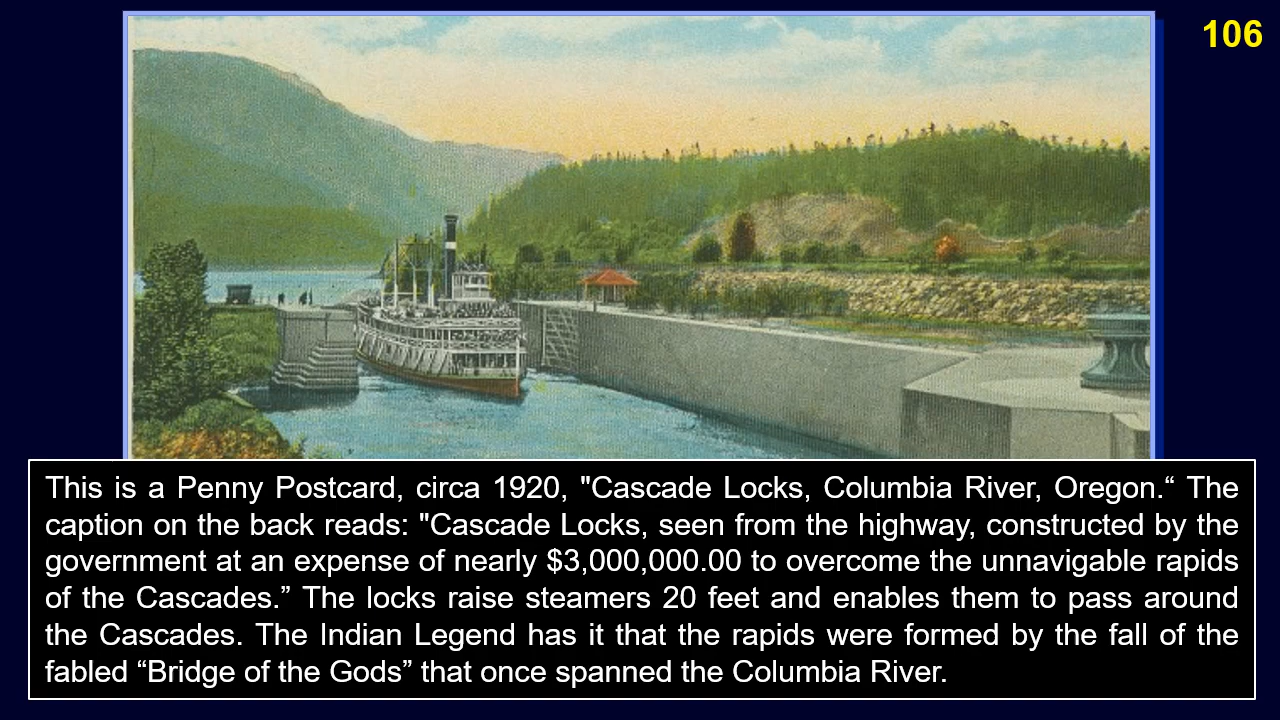 106
This is a Penny Postcard, circa 1920, "Cascade Locks, Columbia River, Oregon.“ The
caption on the back reads: "Cascade Locks, seen from the highway, constructed by the
government at an expense of nearly $3,000,000.00 to overcome the unnavigable rapids
of the Cascades.” The locks raise steamers 20 feet and enables them to pass around
the Cascades. The Indian Legend has it that the rapids were formed by the fall of the
fabled “Bridge of the Gods” that once spanned the Columbia River.